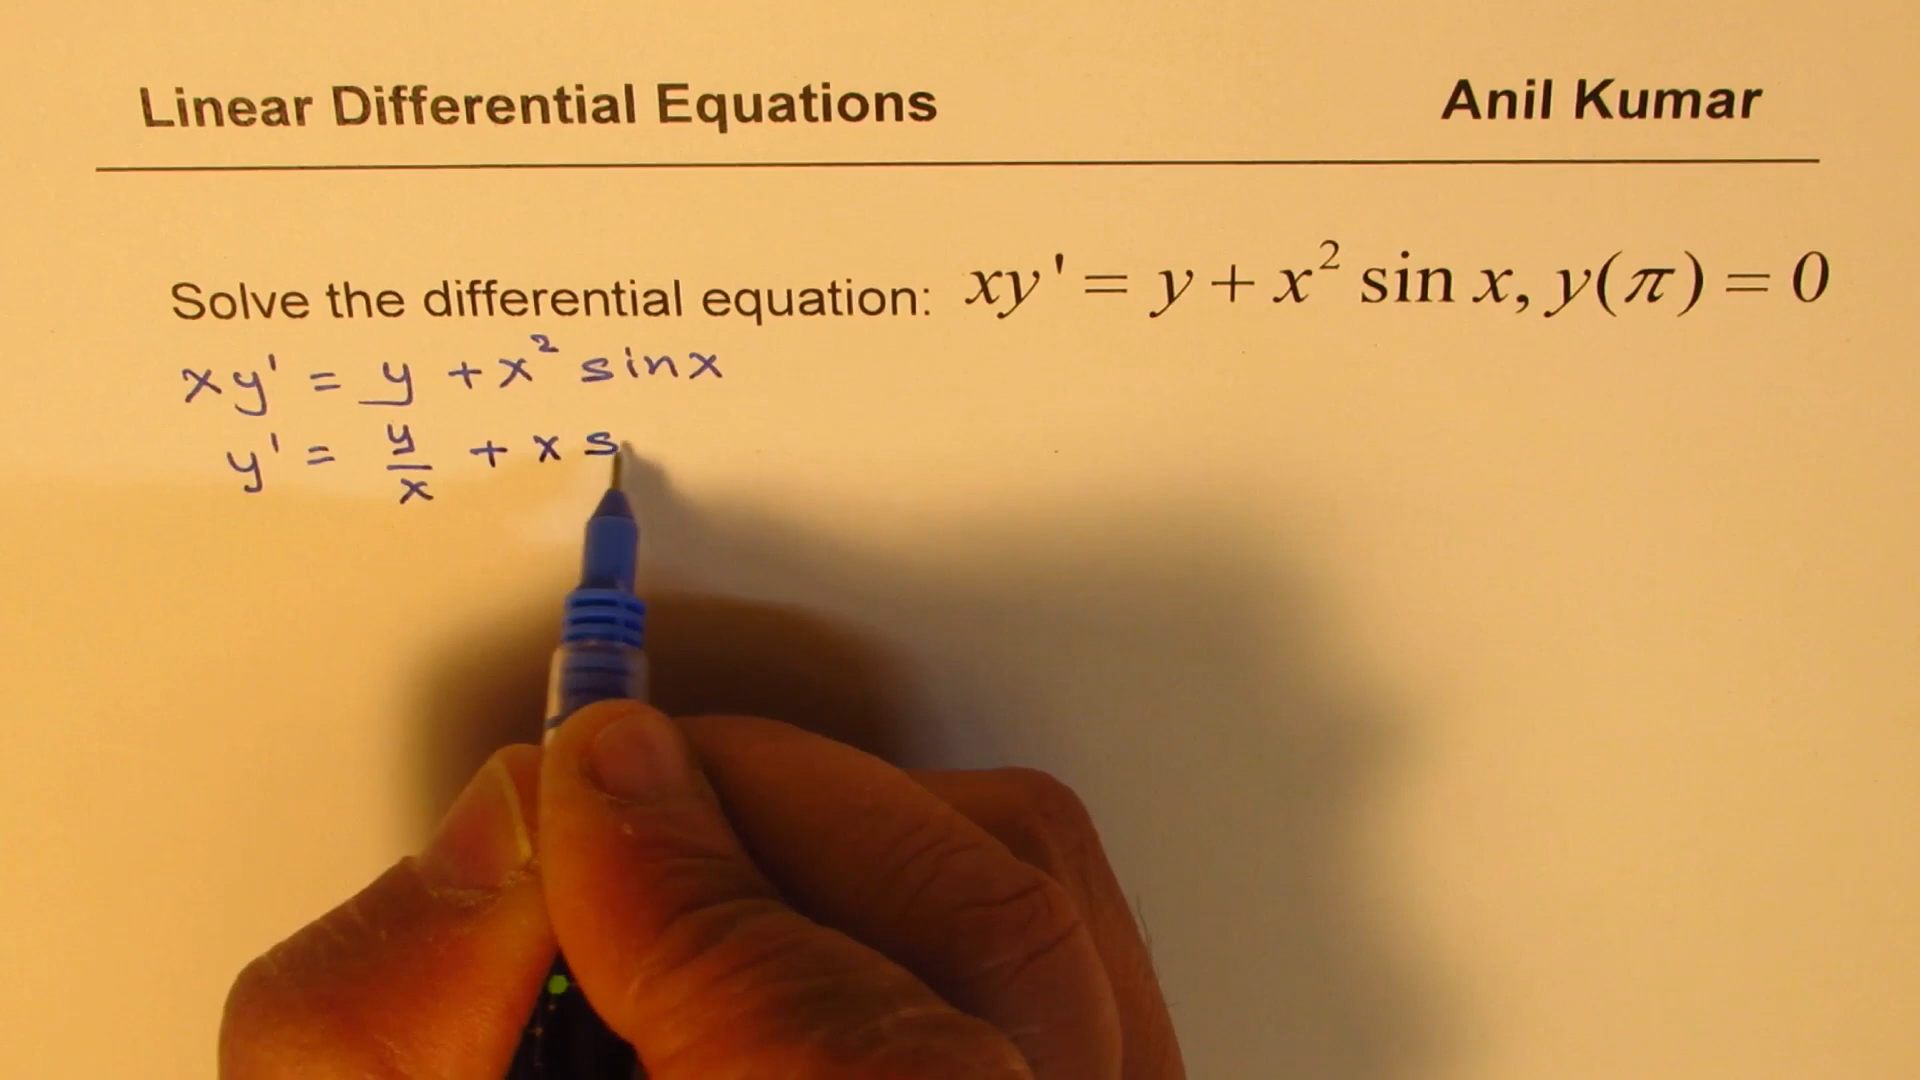 Linear Differential Equations Anil Kumar
Solve the differential equation: xy' = y + x² sin x, y(π) = 0
xy' = y + x² sinx
y' = y/x + x s